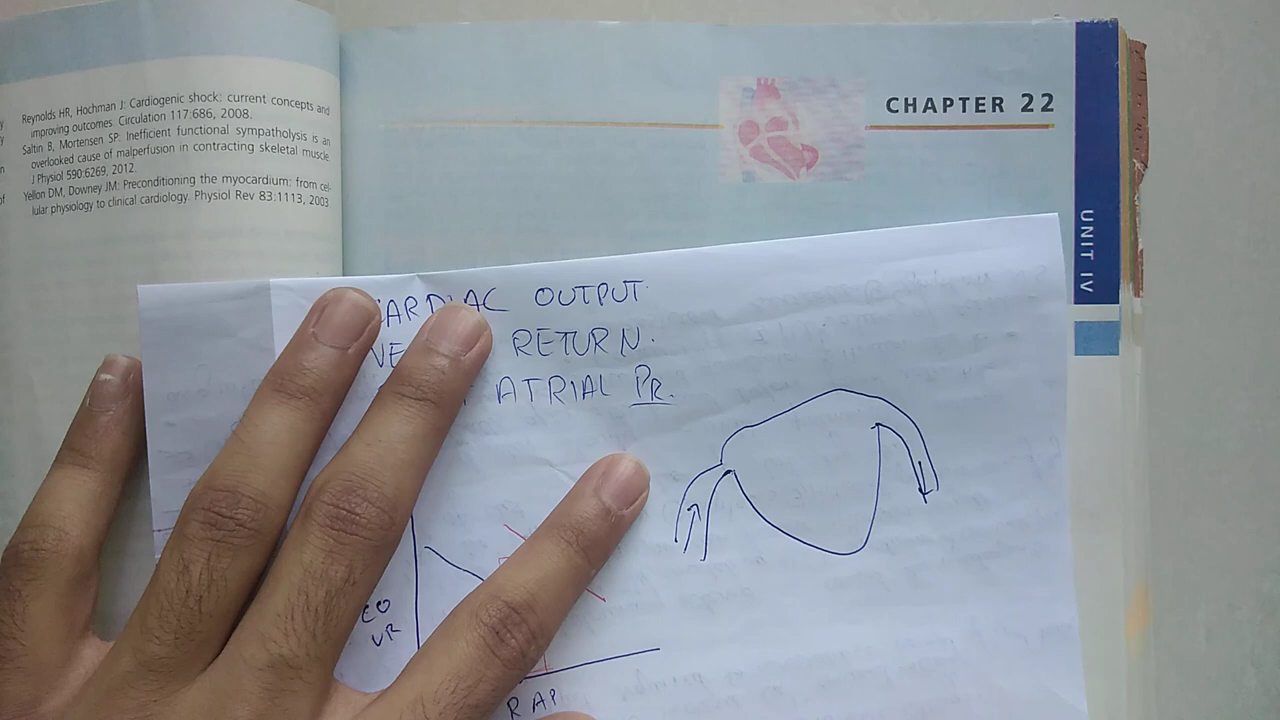 Reynolds HR, Hochman J: Cardiogenic shock: current concepts and
improving outcomes. Circulation 117:686, 2008.
Saltin B, Mortensen SP: Inefficient functional sympatholysis is an
overlooked cause of malperfusion in contracting skeletal muscle.
J Physiol 590:6269, 2012.
Yellon DM, Downey JM: Preconditioning the myocardium: from cel-
lular physiology to clinical cardiology. Physiol Rev 83:1113, 2003
CHAPTER 22
UNIT IV
CARDIAC OUTPUT.
VE RETURN.
ATRIAL PR.
CO
VR
RAP